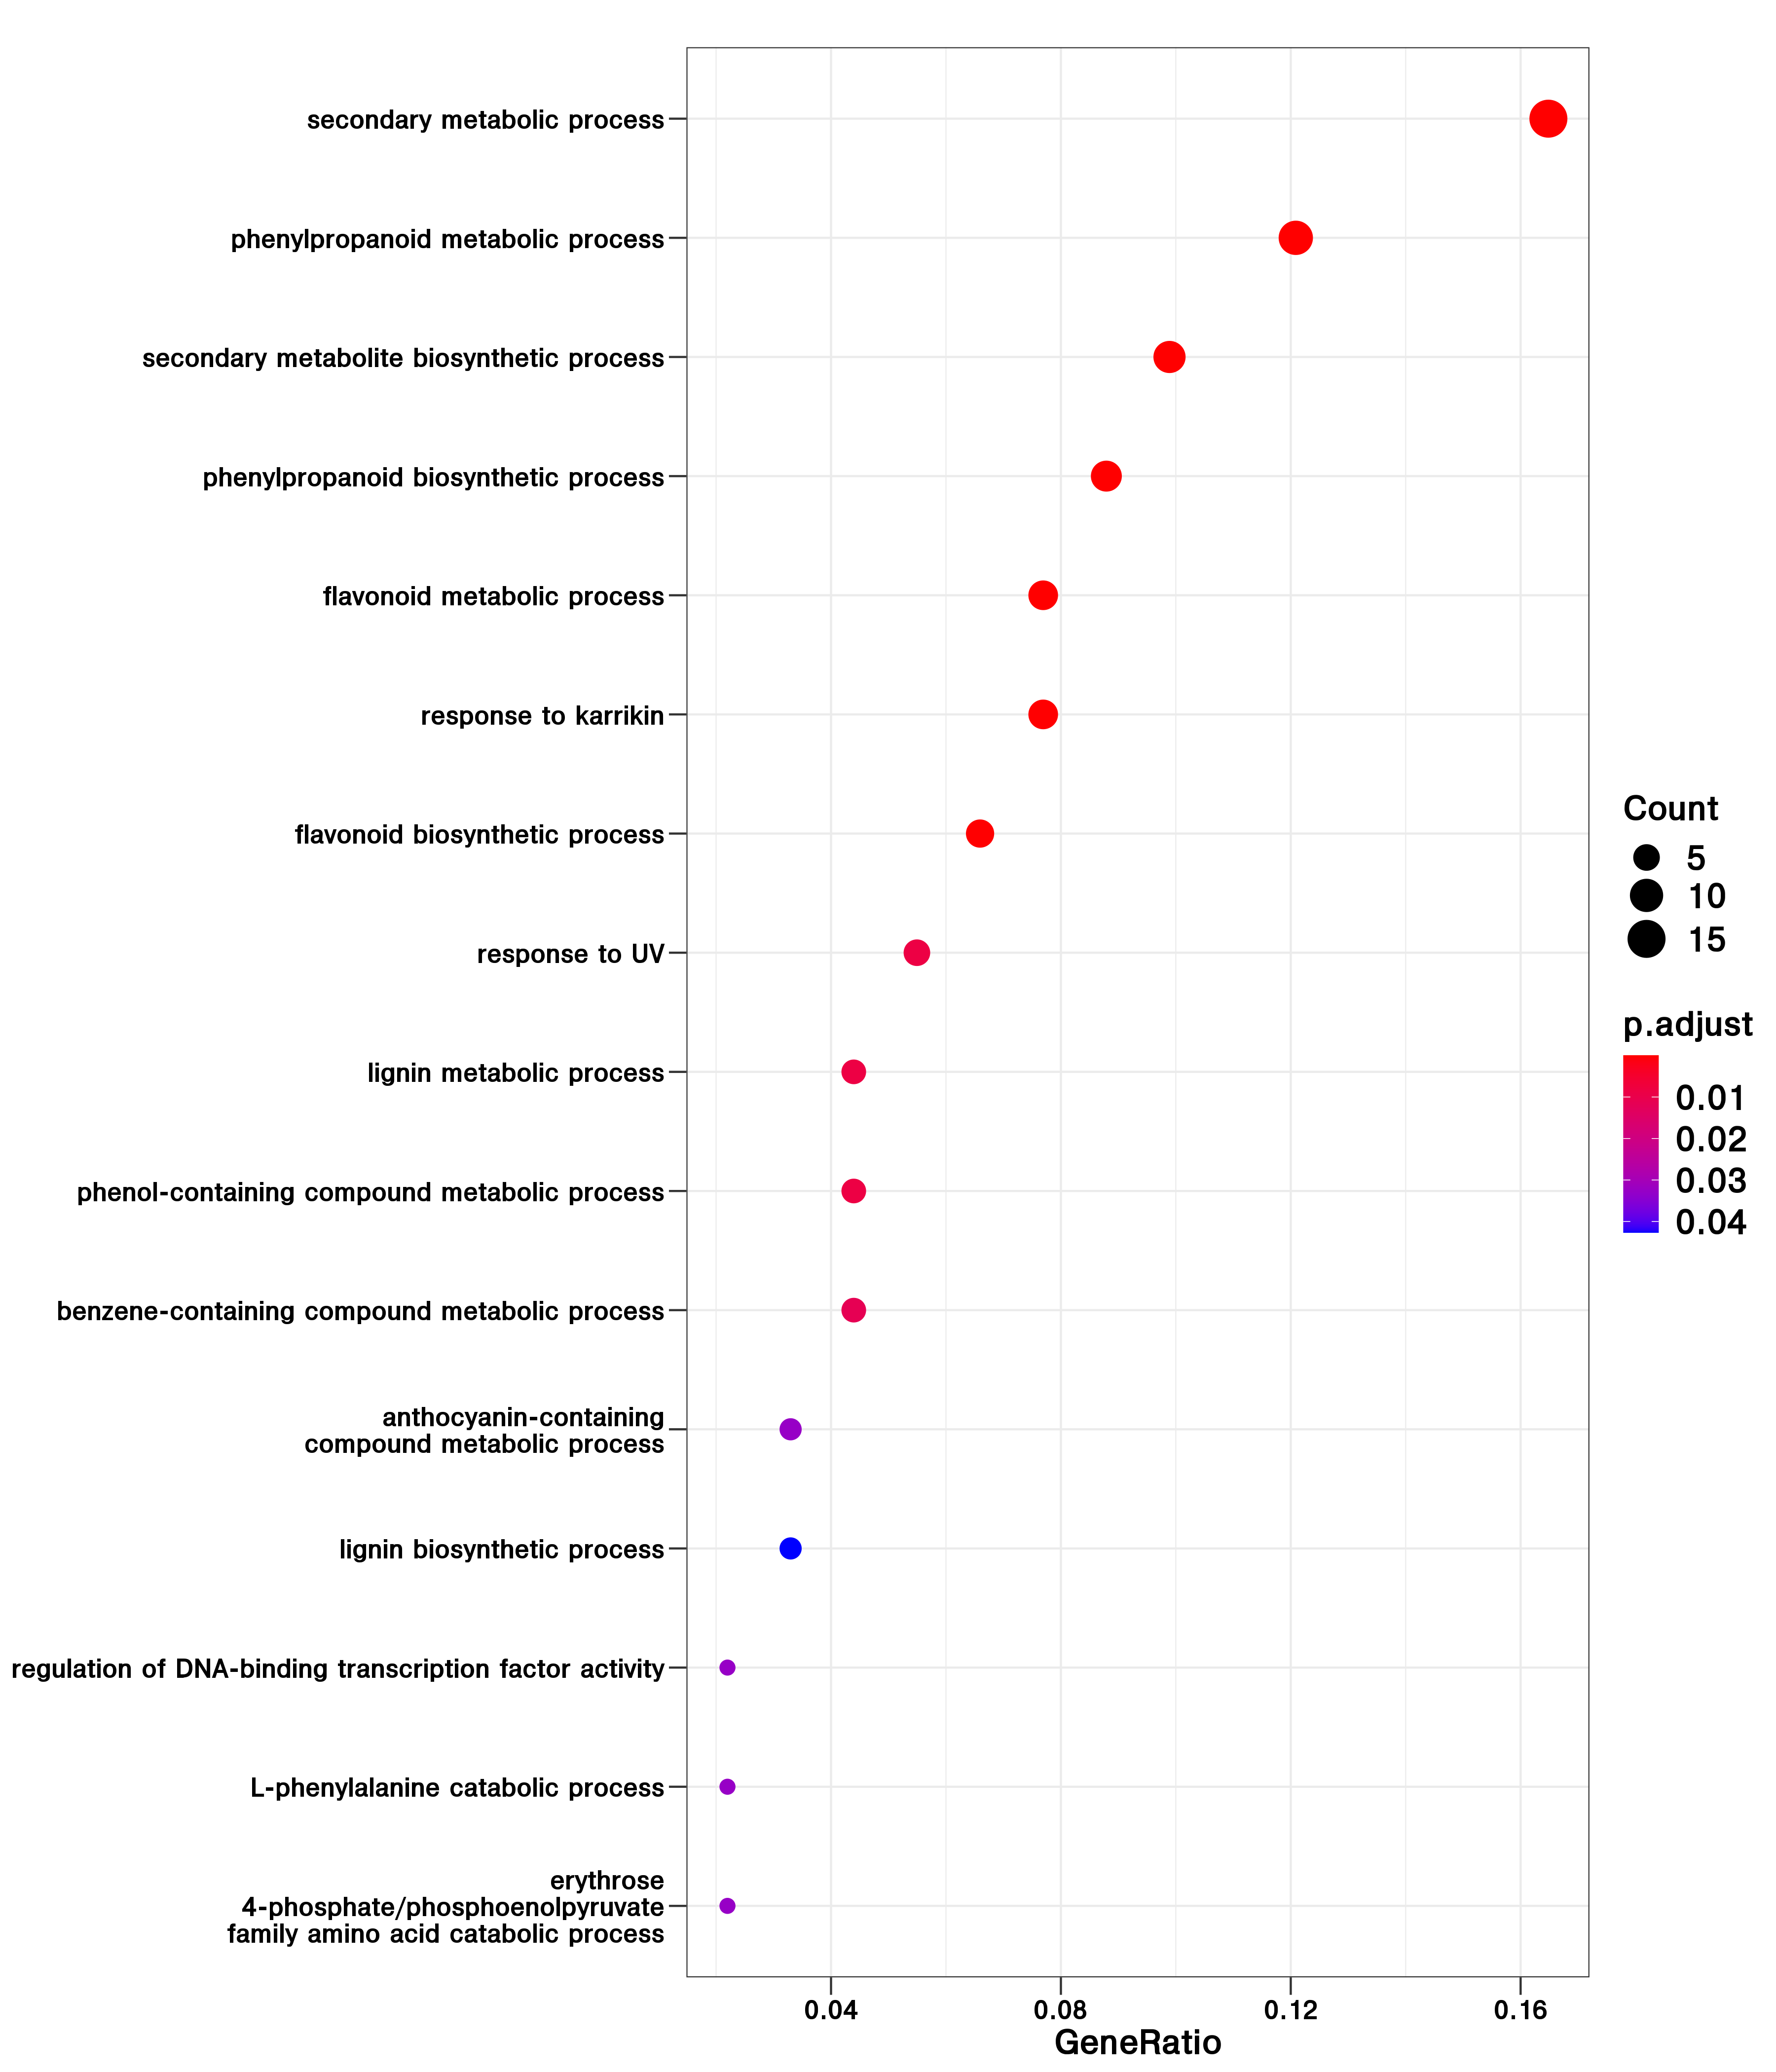 secondary metabolic process
phenylpropanoid metabolic process
secondary metabolite biosynthetic process
phenylpropanoid biosynthetic process
flavonoid metabolic process
response to karrikin
flavonoid biosynthetic process
response to UV
lignin metabolic process
phenol-containing compound metabolic process
benzene-containing compound metabolic process
anthocyanin-containing
compound metabolic process
lignin biosynthetic process
regulation of DNA-binding transcription factor activity
L-phenylalanine catabolic process
erythrose
4-phosphate/phosphoenolpyruvate
family amino acid catabolic process
0.04 0.08 0.12 0.16
GeneRatio
Count
5
10
15
p.adjust
0.01
0.02
0.03
0.04